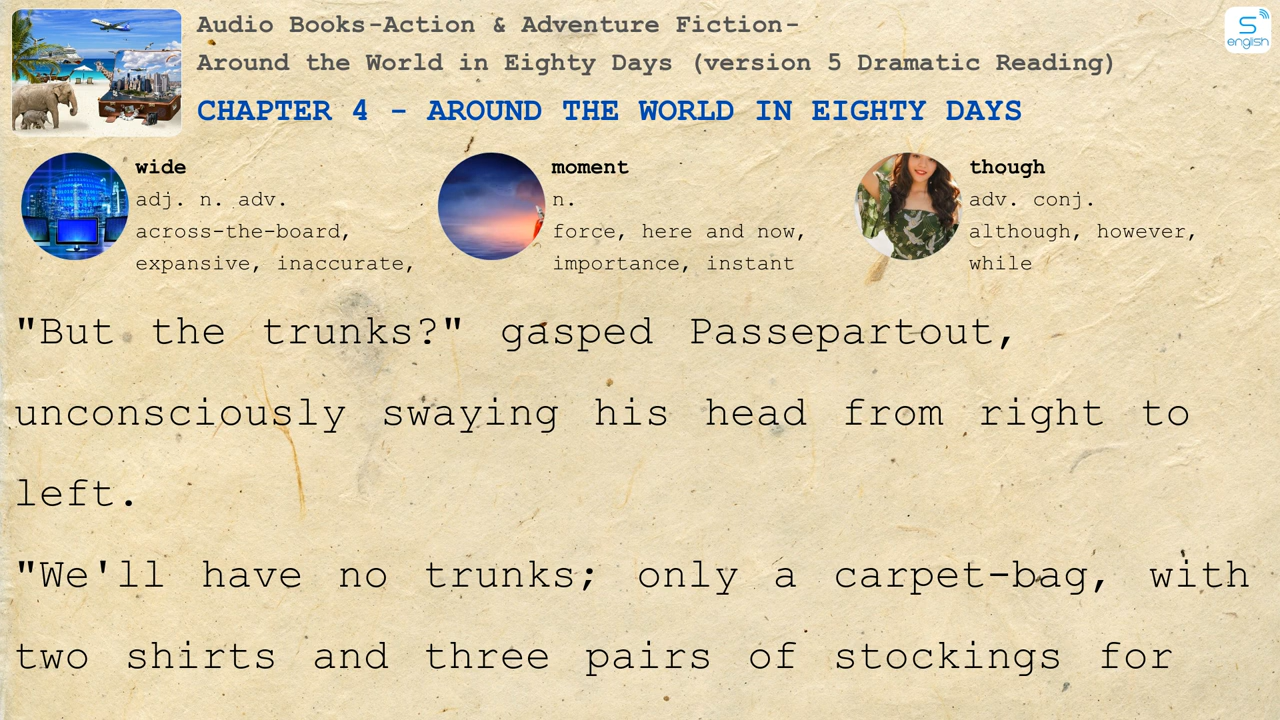 Audio Books-Action & Adventure Fiction-
Around the World in Eighty Days (version 5 Dramatic Reading)
CHAPTER 4 - AROUND THE WORLD IN EIGHTY DAYS
S
english
wide
adj. n. adv.
across-the-board,
expansive, inaccurate,
moment
n.
force, here and now,
importance, instant
though
adv. conj.
although, however,
while
"But the trunks?" gasped Passepartout,
unconsciously swaying his head from right to
left.
"We'll have no trunks; only a carpet-bag, with
two shirts and three pairs of stockings for